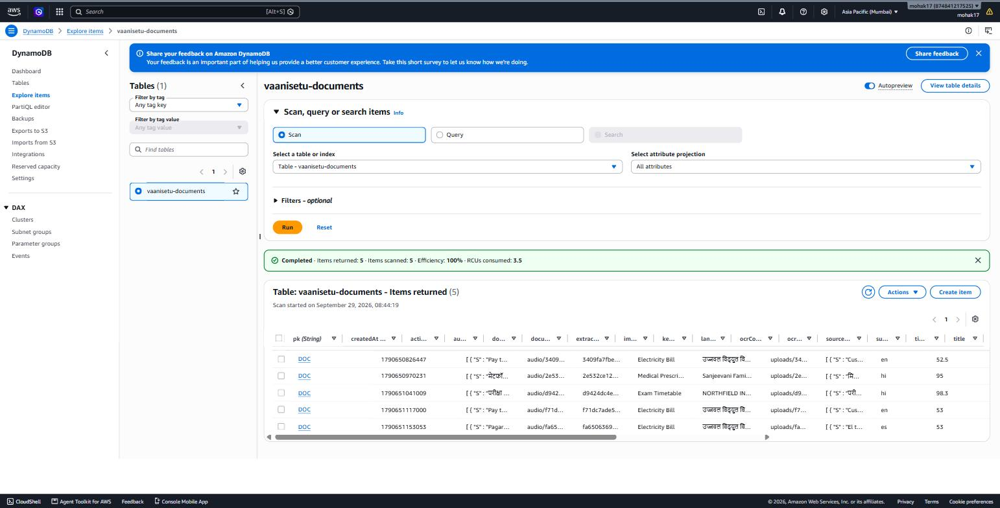 aws
Search
[Alt+S]
Asia Pacific (Mumbai)
mohak17 (874841217525)
mohak17
DynamoDB
Explore items
vaanisetu-documents
DynamoDB
Dashboard
Tables
Explore items
PartiQL editor
Backups
Exports to S3
Imports from S3
Integrations
Reserved capacity
Settings
DAX
Clusters
Subnet groups
Parameter groups
Events
Share your feedback on Amazon DynamoDB
Your feedback is an important part of helping us provide a better customer experience. Take this short survey to let us know how we're doing.
Share feedback
Tables (1)
Filter by tag
Any tag key
Filter by tag value
Any tag value
Find tables
1
vaanisetu-documents
vaanisetu-documents
Autopreview
View table details
Scan, query or search items Info
Scan
Query
Search
Select a table or index
Table - vaanisetu-documents
Select attribute projection
All attributes
Filters - optional
Run
Reset
Completed · Items returned: 5 · Items scanned: 5 · Efficiency: 100% · RCUs consumed: 3.5
Table: vaanisetu-documents - Items returned (5)
Scan started on September 29, 2026, 08:44:19
Actions
Create item
1
pk (String) createdAt ... acti... au... do... docu... extrac... im... ke... lan... ocrCo... ocr... source... su... ti... title
DOC 1790650826447 [ { "S" : "Pay t... audio/3409... 3409fa7fbe... Electricity Bill उज्जवल विद्युत वि... uploads/34... [ { "S" : "Cus... en 52.5
DOC 1790650970231 [ { "S" : "मेटफॉ... audio/2e53... 2e532ce12... Medical Prescri... Sanjeevani Fami... uploads/2e... [ { "S" : "मि... hi 95
DOC 1790651041009 [ { "S" : "परीक्षा ... audio/d942... d9424dc4e... Exam Timetable NORTHFIELD IN... uploads/d9... [ { "S" : "परी... hi 98.3
DOC 1790651117000 [ { "S" : "Pay t... audio/f71d... f71dc7ade5... Electricity Bill उज्जवल विद्युत वि... uploads/f7... [ { "S" : "Cus... en 53
DOC 1790651153053 [ { "S" : "Pagar... audio/fa65... fa6506369... Electricity Bill उज्जवल विद्युत वि... uploads/fa... [ { "S" : "El t... es 53
CloudShell
Agent Toolkit for AWS
Feedback
Console Mobile App
© 2026, Amazon Web Services, Inc. or its affiliates.
Privacy
Terms
Cookie preferences